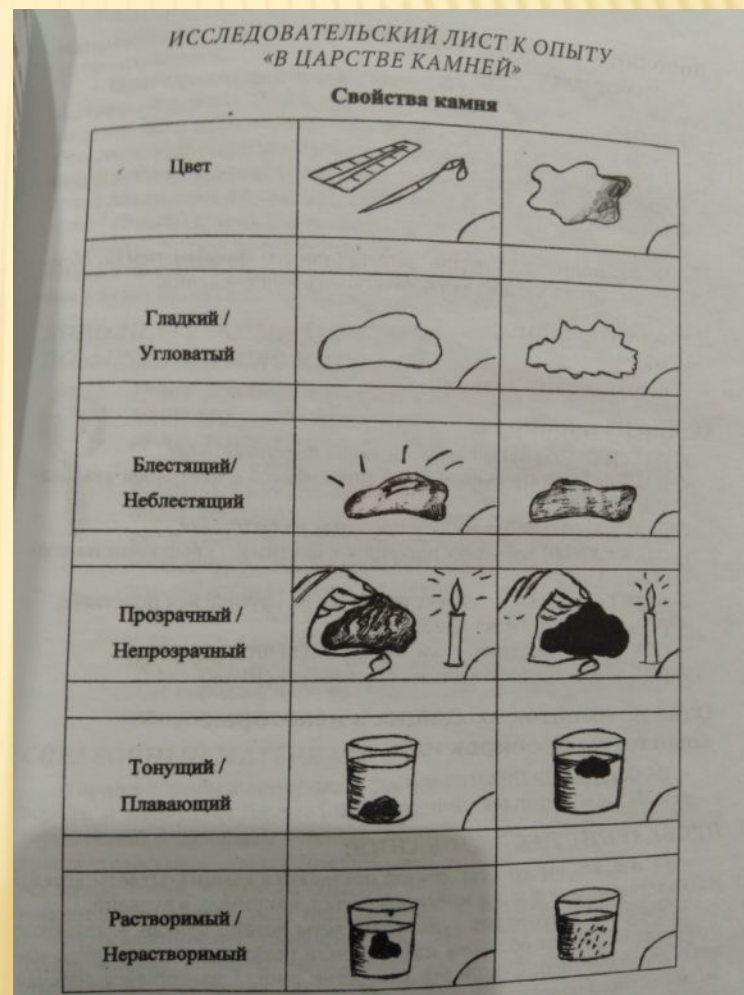 ИССЛЕДОВАТЕЛЬСКИЙ ЛИСТ К ОПЫТУ
«В ЦАРСТВЕ КАМНЕЙ»
Свойства камня
Цвет
Гладкий /
Угловатый
Блестящий/
Неблестящий
Прозрачный /
Непрозрачный
Тонущий /
Плавающий
Растворимый /
Нерастворимый